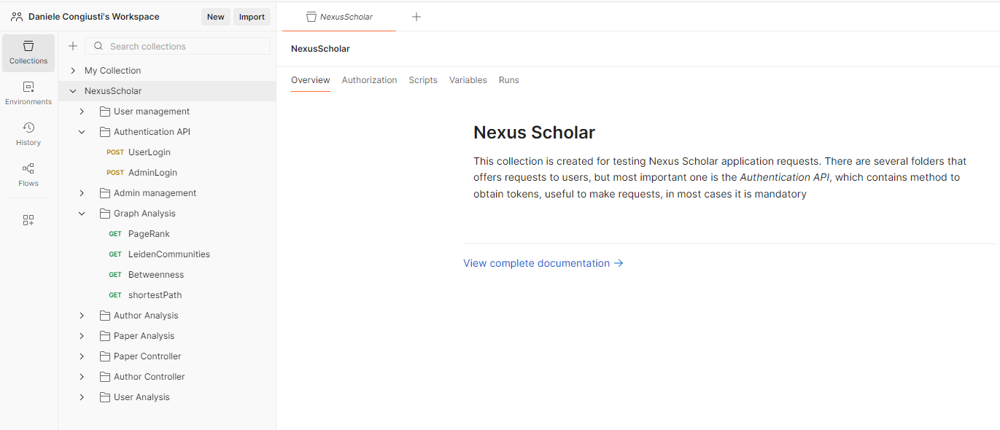 Daniele Congiusti's Workspace
New
Import
NexusScholar
Collections
Environments
History
Flows
Search collections
My Collection
NexusScholar
User management
Authentication API
POST UserLogin
POST AdminLogin
Admin management
Graph Analysis
GET PageRank
GET LeidenCommunities
GET Betweenness
GET shortestPath
Author Analysis
Paper Analysis
Paper Controller
Author Controller
User Analysis
NexusScholar
Overview Authorization Scripts Variables Runs
Nexus Scholar
This collection is created for testing Nexus Scholar application requests. There are several folders that
offers requests to users, but most important one is the Authentication API, which contains method to
obtain tokens, useful to make requests, in most cases it is mandatory
View complete documentation →